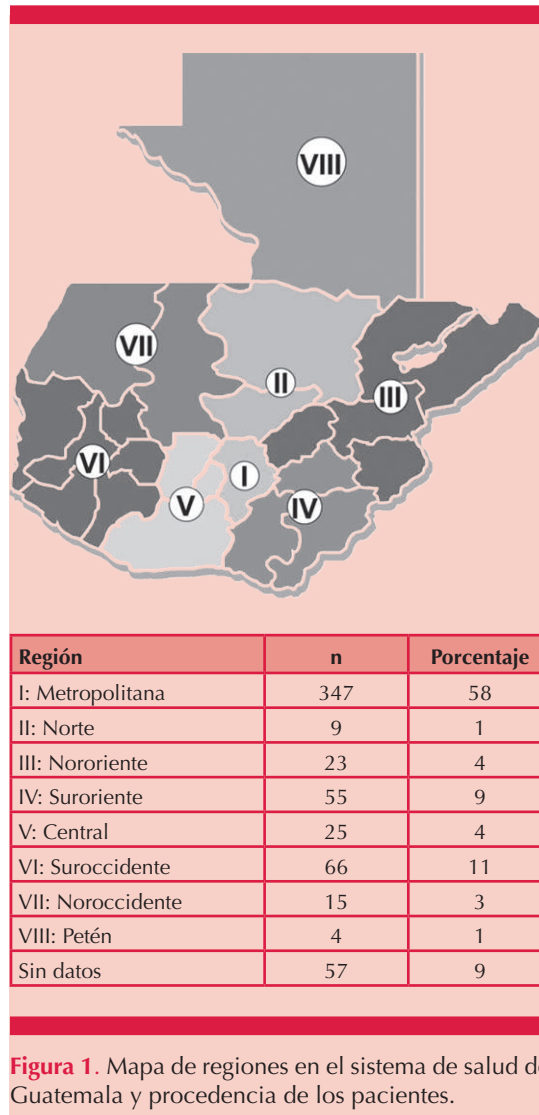 VIII
VII
II
III
VI
I
V
IV
Región n Porcentaje
I: Metropolitana 347 58
II: Norte 9 1
III: Nororiente 23 4
IV: Suroriente 55 9
V: Central 25 4
VI: Suroccidente 66 11
VII: Noroccidente 15 3
VIII: Petén 4 1
Sin datos 57 9
Figura 1. Mapa de regiones en el sistema de salud de
Guatemala y procedencia de los pacientes.